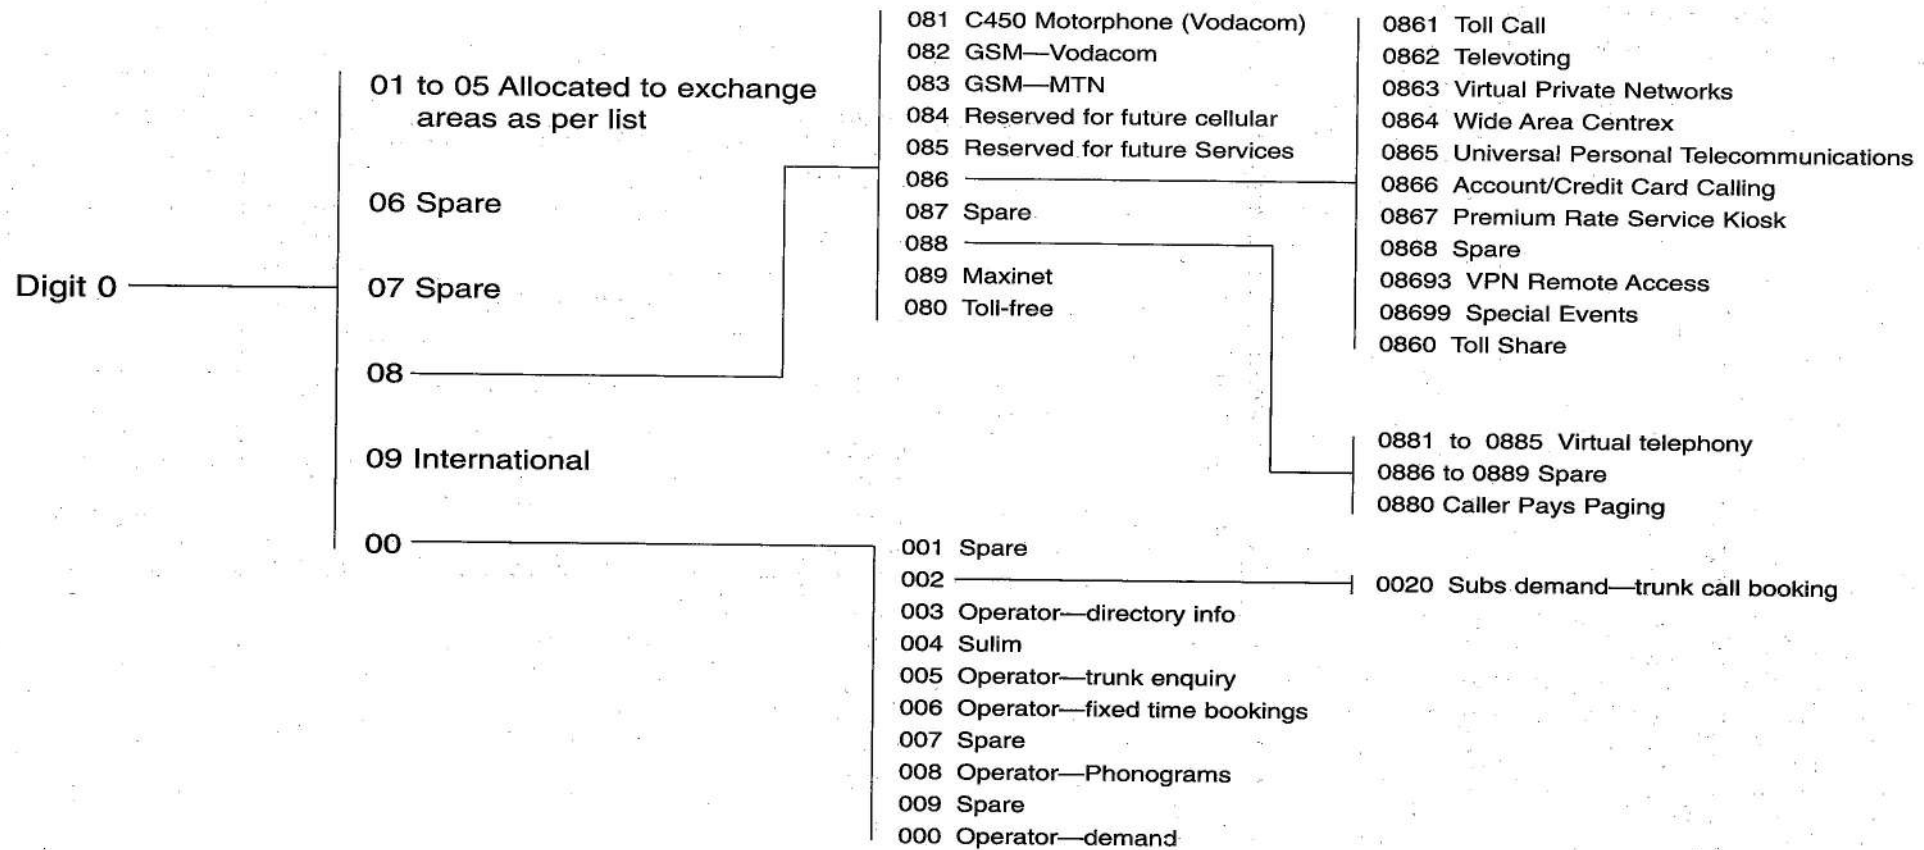 Digit 0
01 to 05 Allocated to exchange
areas as per list
06 Spare
07 Spare
08
09 International
00
081 C450 Motorphone (Vodacom)
082 GSM—Vodacom
083 GSM—MTN
084 Reserved for future cellular
085 Reserved for future Services
086
087 Spare
088
089 Maxinet
080 Toll-free
0861 Toll Call
0862 Televoting
0863 Virtual Private Networks
0864 Wide Area Centrex
0865 Universal Personal Telecommunications
0866 Account/Credit Card Calling
0867 Premium Rate Service Kiosk
0868 Spare
08693 VPN Remote Access
08699 Special Events
0860 Toll Share
0881 to 0885 Virtual telephony
0886 to 0889 Spare
0880 Caller Pays Paging
001 Spare
002
003 Operator—directory info
004 Sulim
005 Operator—trunk enquiry
006 Operator—fixed time bookings
007 Spare
008 Operator—Phonograms
009 Spare
000 Operator—demand
0020 Subs demand—trunk call booking